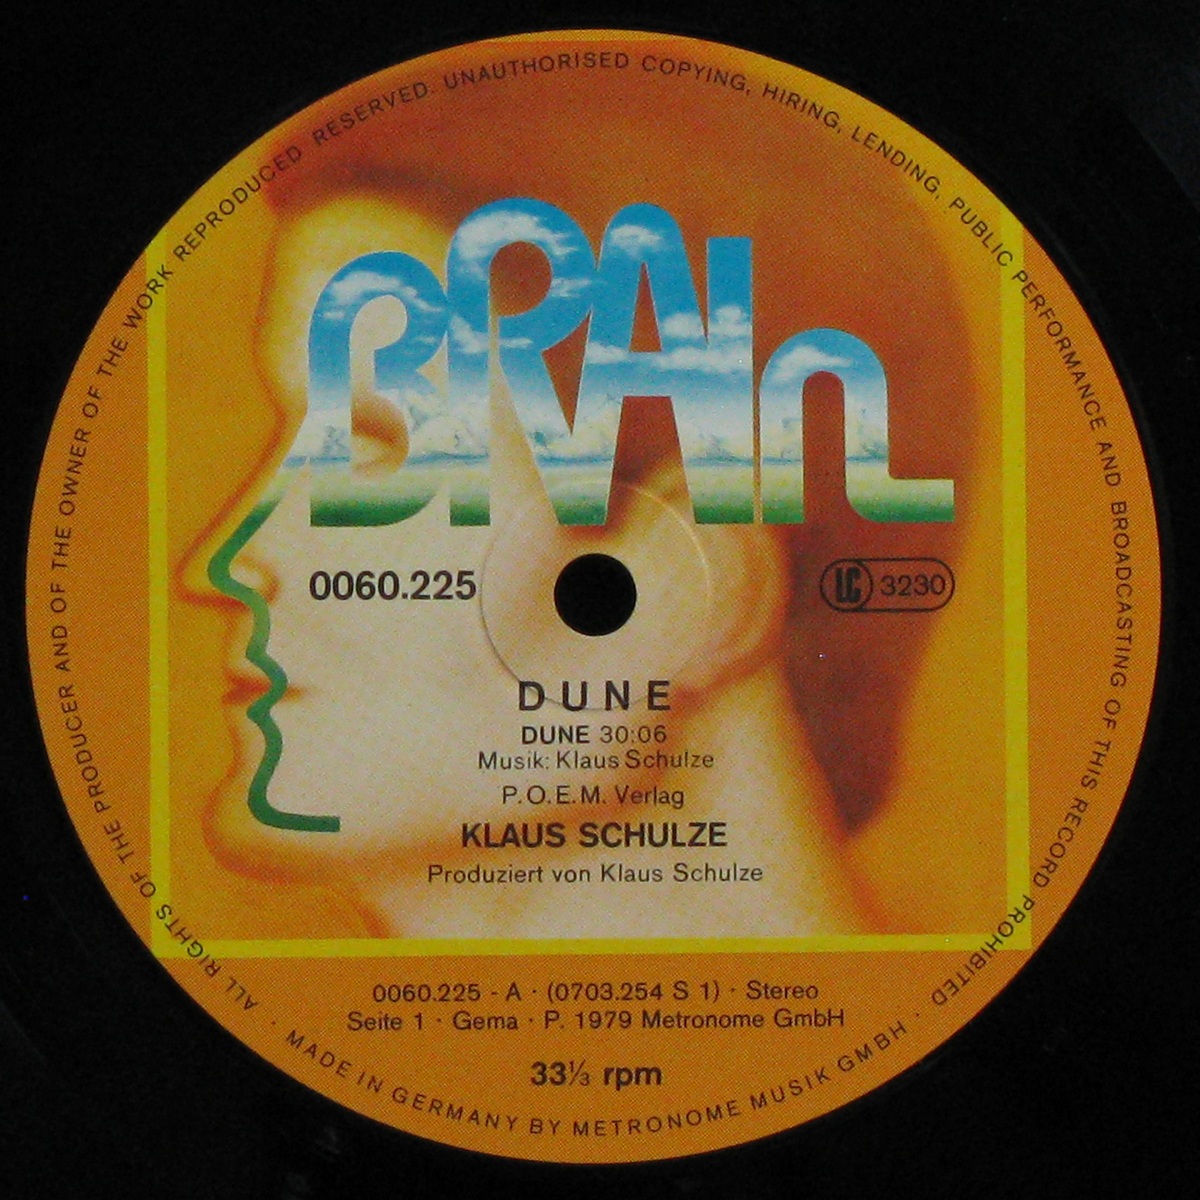 BRAIn
0060.225
LC 3230
DUNE
DUNE 30:06
Musik: Klaus Schulze
P.O.E.M. Verlag
KLAUS SCHULZE
Produziert von Klaus Schulze
0060.225 - A · (0703.254 S 1) · Stereo
Seite 1 · Gema · P. 1979 Metronome GmbH
33⅓ rpm
ALL RIGHTS OF THE PRODUCER AND OF THE OWNER OF THE WORK REPRODUCED RESERVED. UNAUTHORISED COPYING, HIRING, LENDING, PUBLIC PERFORMANCE AND BROADCASTING OF THIS RECORD PROHIBITED ·
MADE IN GERMANY BY METRONOME MUSIK GMBH ·